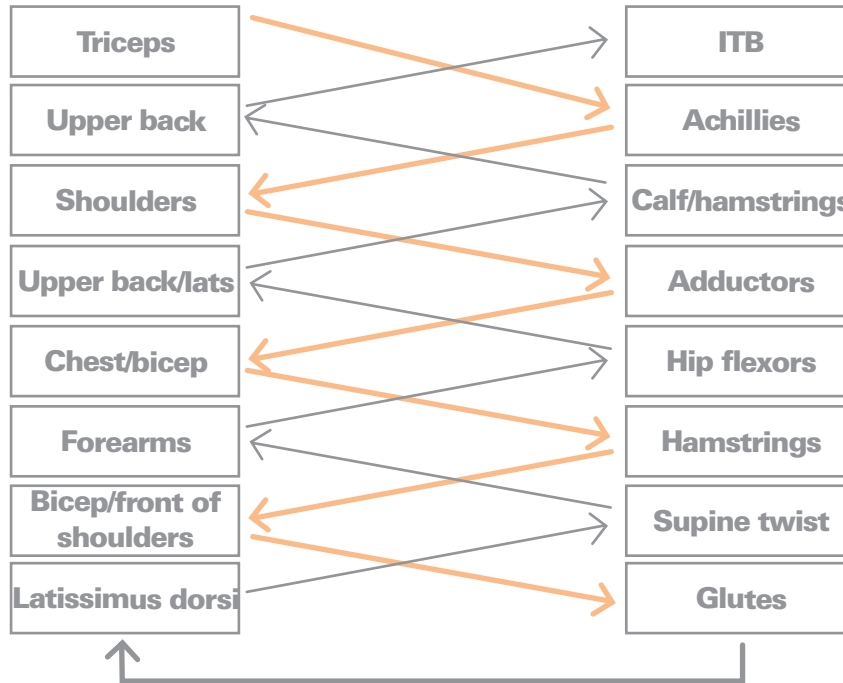 Triceps
Upper back
Shoulders
Upper back/lats
Chest/bicep
Forearms
Bicep/front of
shoulders
Latissimus dorsi
ITB
Achillies
Calf/hamstrings
Adductors
Hip flexors
Hamstrings
Supine twist
Glutes